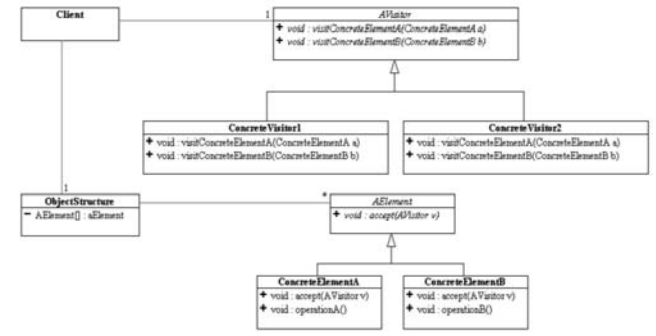 Client
1
AVisitor
+ void : visitConcreteElementA(ConcreteElementA a)
+ void : visitConcreteElementB(ConcreteElementB b)
ConcreteVisitor1
+ void : visitConcreteElementA(ConcreteElementA a)
+ void : visitConcreteElementB(ConcreteElementB b)
ConcreteVisitor2
+ void : visitConcreteElementA(ConcreteElementA a)
+ void : visitConcreteElementB(ConcreteElementB b)
1
ObjectStructure
- AElement[] : aElement
*
AElement
+ void : accept(AVisitor v)
ConcreteElementA
+ void : accept(AVisitor v)
+ void : operationA()
ConcreteElementB
+ void : accept(AVisitor v)
+ void : operationB()